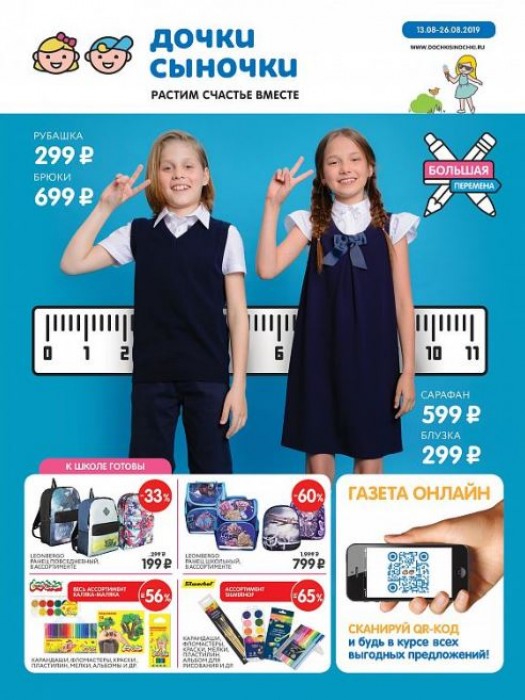 ДОЧКИ
СЫНОЧКИ
РАСТИМ СЧАСТЬЕ ВМЕСТЕ
13.08-26.08.2019
WWW.DOCHKISINOCHKI.RU
РУБАШКА
299 ₽
БРЮКИ
699 ₽
БОЛЬШАЯ
ПЕРЕМЕНА
0 1 2 6 10 11
САРАФАН
599 ₽
БЛУЗКА
299 ₽
К ШКОЛЕ ГОТОВЫ
-33%
LEONBERGO
РАНЕЦ ПОВСЕДНЕВНЫЙ,
В АССОРТИМЕНТЕ
299 ₽
199 ₽
-60%
LEONBERGO
РАНЕЦ ШКОЛЬНЫЙ,
В АССОРТИМЕНТЕ
1.999 ₽
799 ₽
ВЕСЬ АССОРТИМЕНТ
КАЛЯКА-МАЛЯКА
56%
КАРАНДАШИ, ФЛОМАСТЕРЫ, КРАСКИ,
ПЛАСТИЛИН, МЕЛКИ, АЛЬБОМЫ И ДР.
АССОРТИМЕНТ
65%
КАРАНДАШИ,
ФЛОМАСТЕРЫ,
КРАСКИ, МЕЛКИ,
ПЛАСТИЛИН,
АЛЬБОМ ДЛЯ
РИСОВАНИЯ И ДР.
ГАЗЕТА ОНЛАЙН
СКАНИРУЙ QR-КОД
и будь в курсе всех
выгодных предложений!